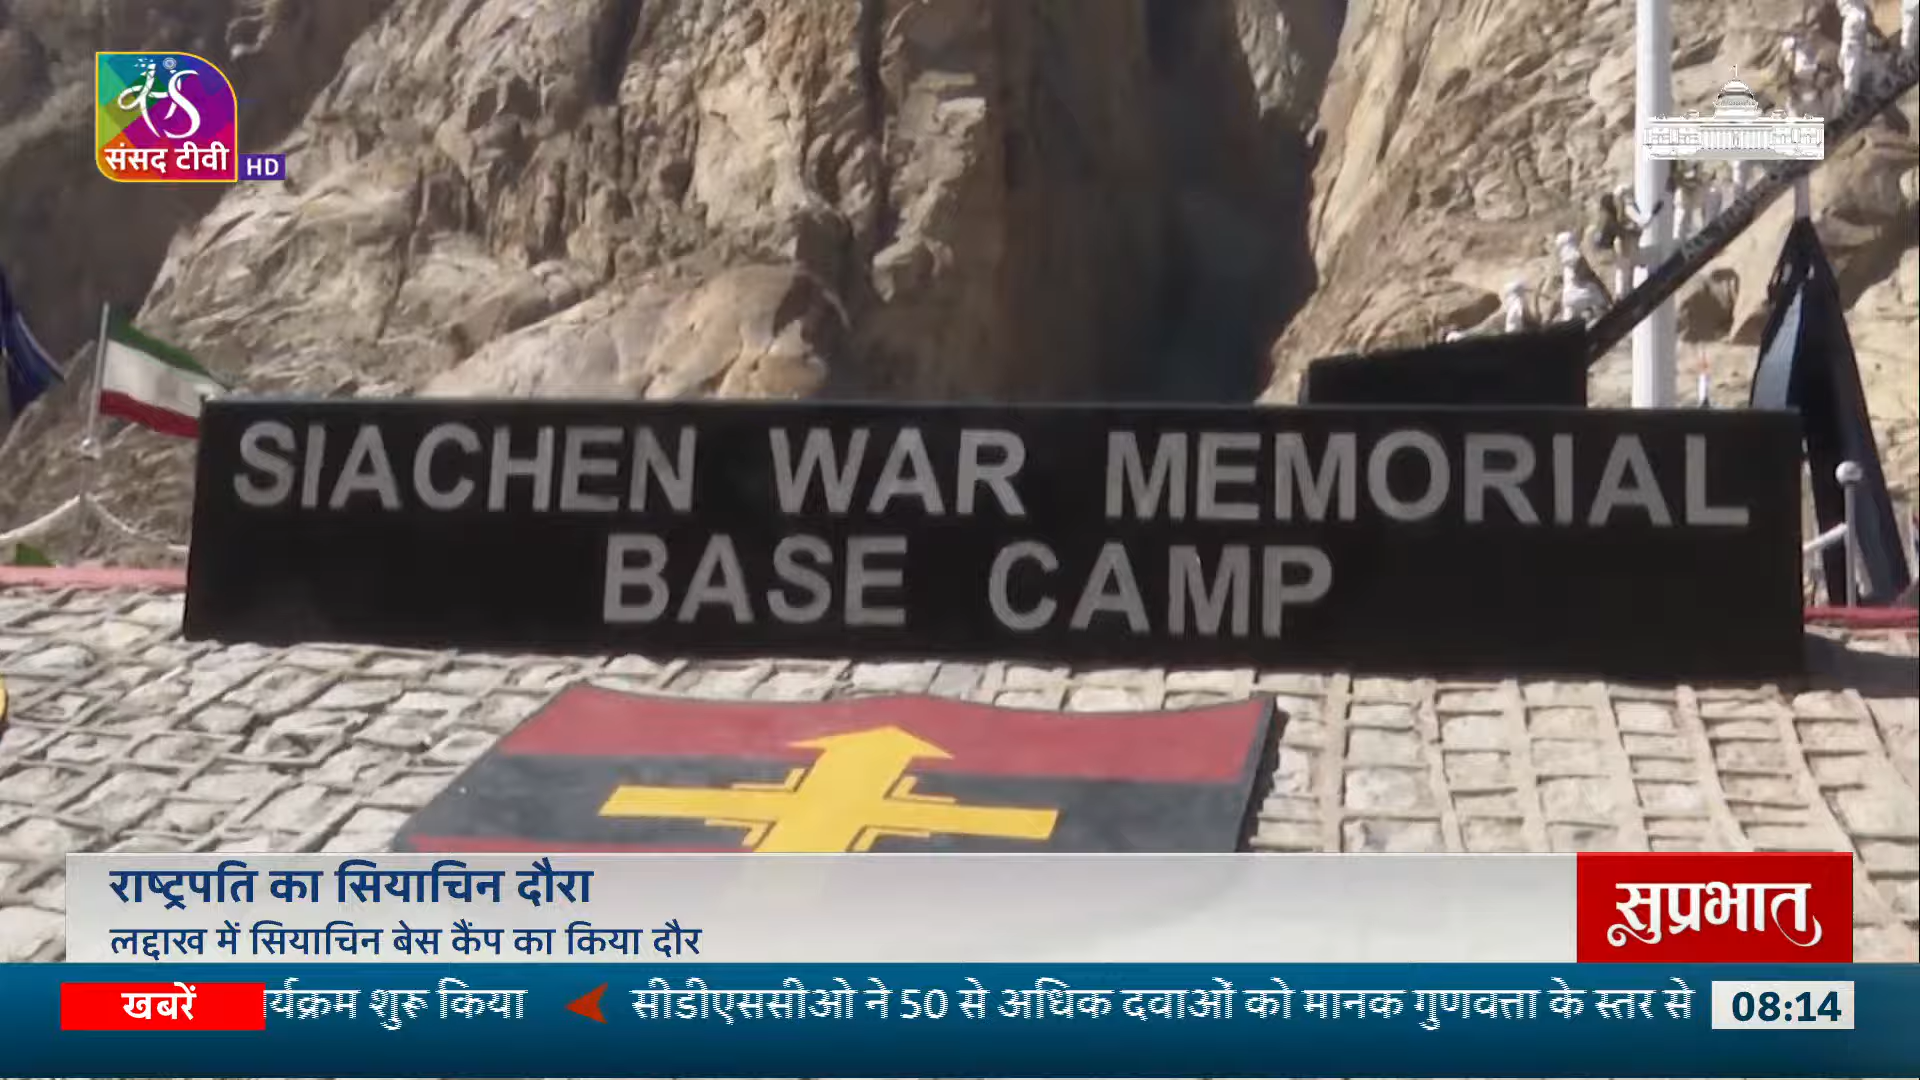 संसद टीवी
HD
SIACHEN WAR MEMORIAL
BASE CAMP
राष्ट्रपति का सियाचिन दौरा
लद्दाख में सियाचिन बेस कैंप का किया दौर
सुप्रभात
खबरें
र्यक्रम शुरू किया
सीडीएससीओ ने 50 से अधिक दवाओं को मानक गुणवत्ता के स्तर से
08:14